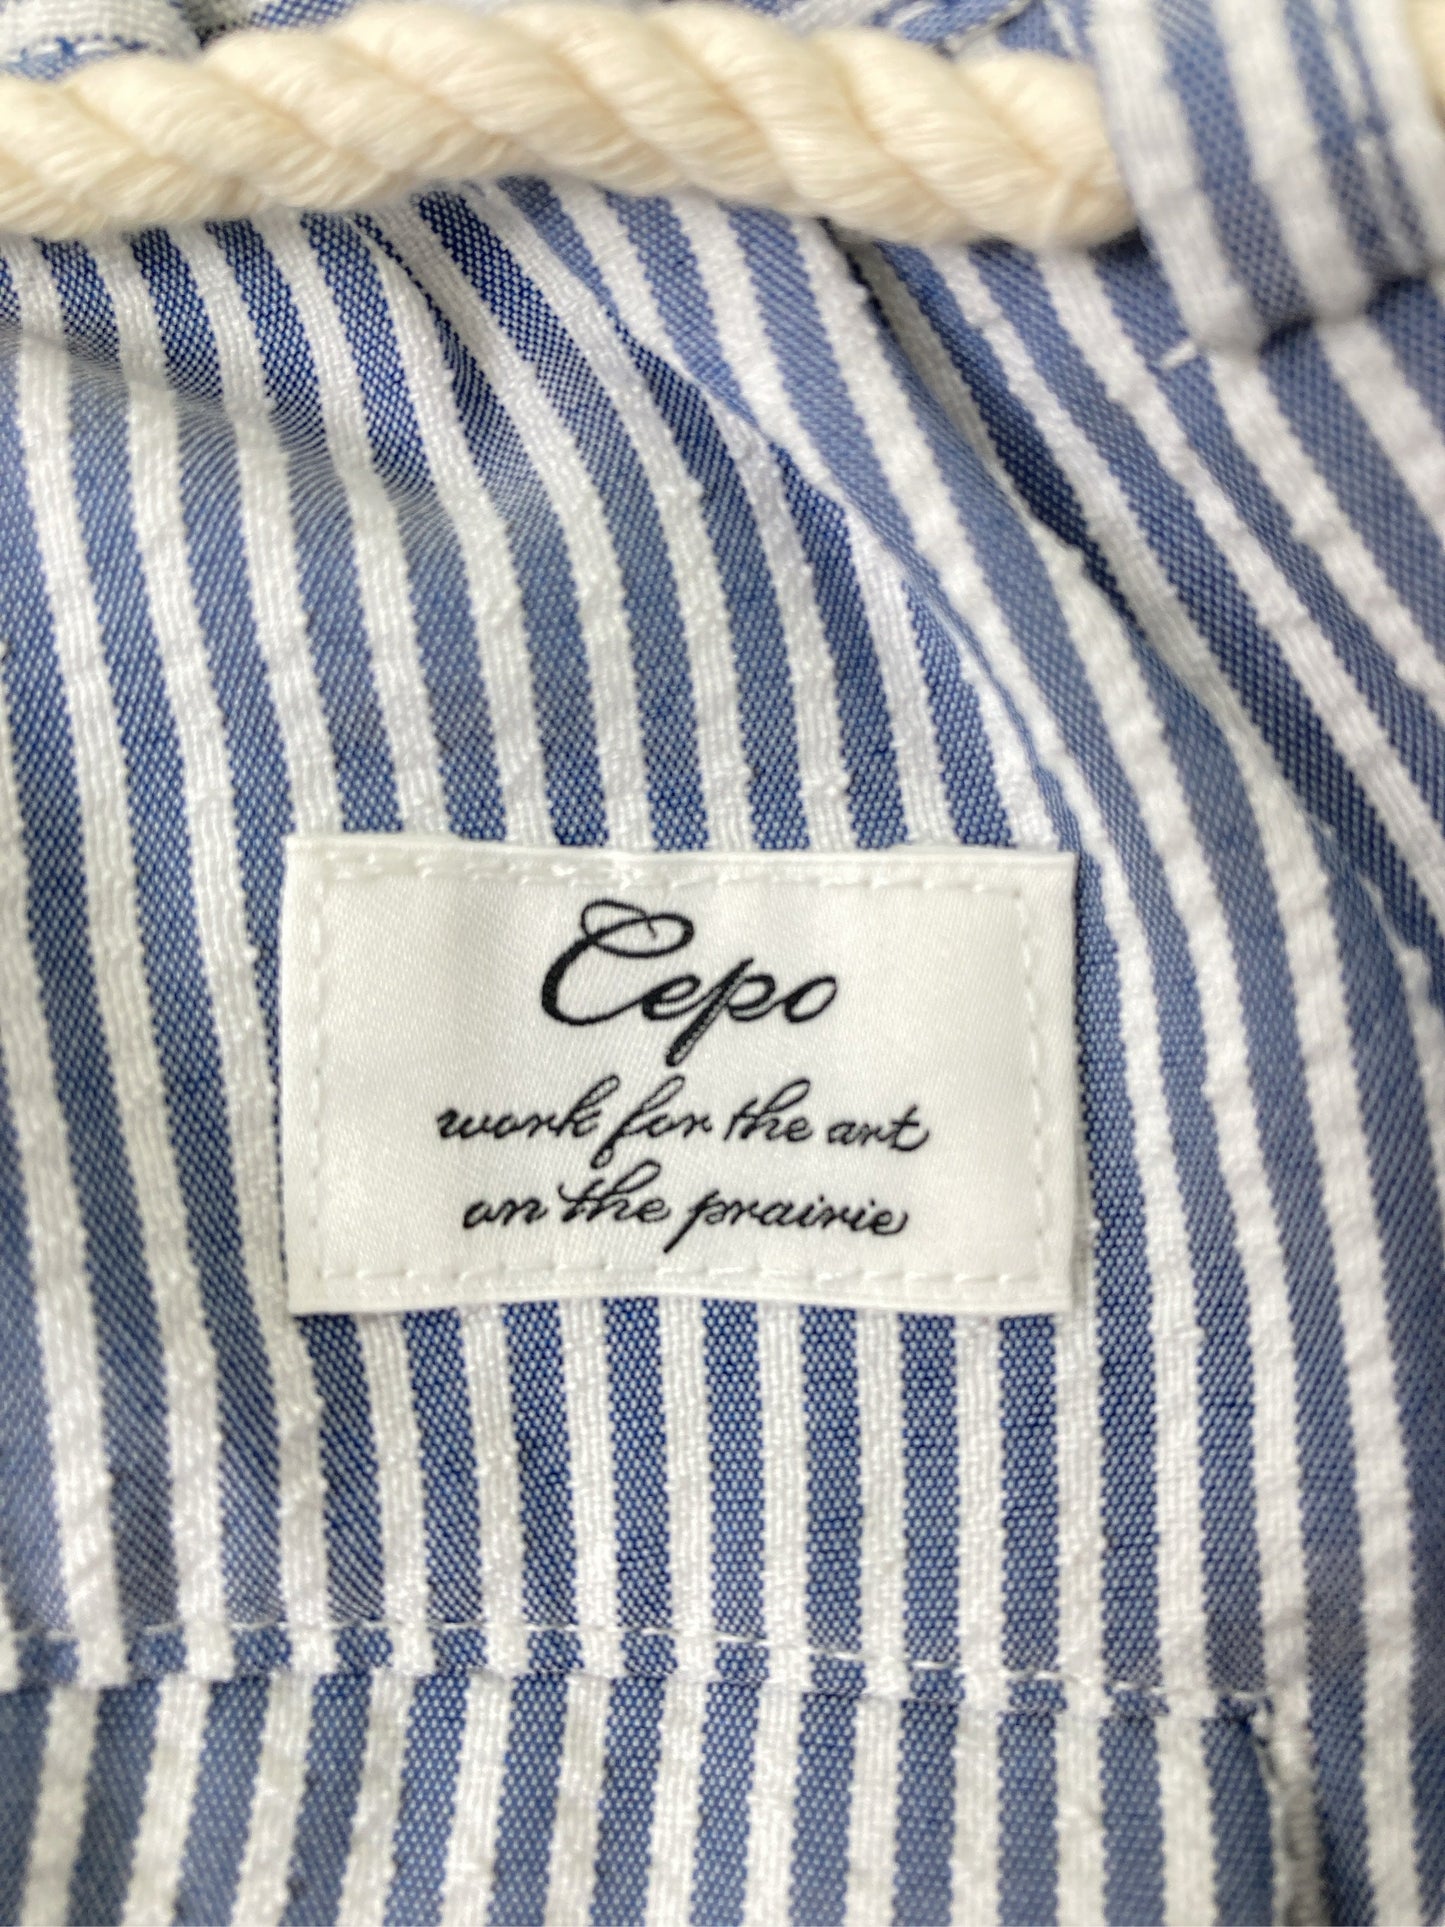 Cepo
work for the art
on the prairie